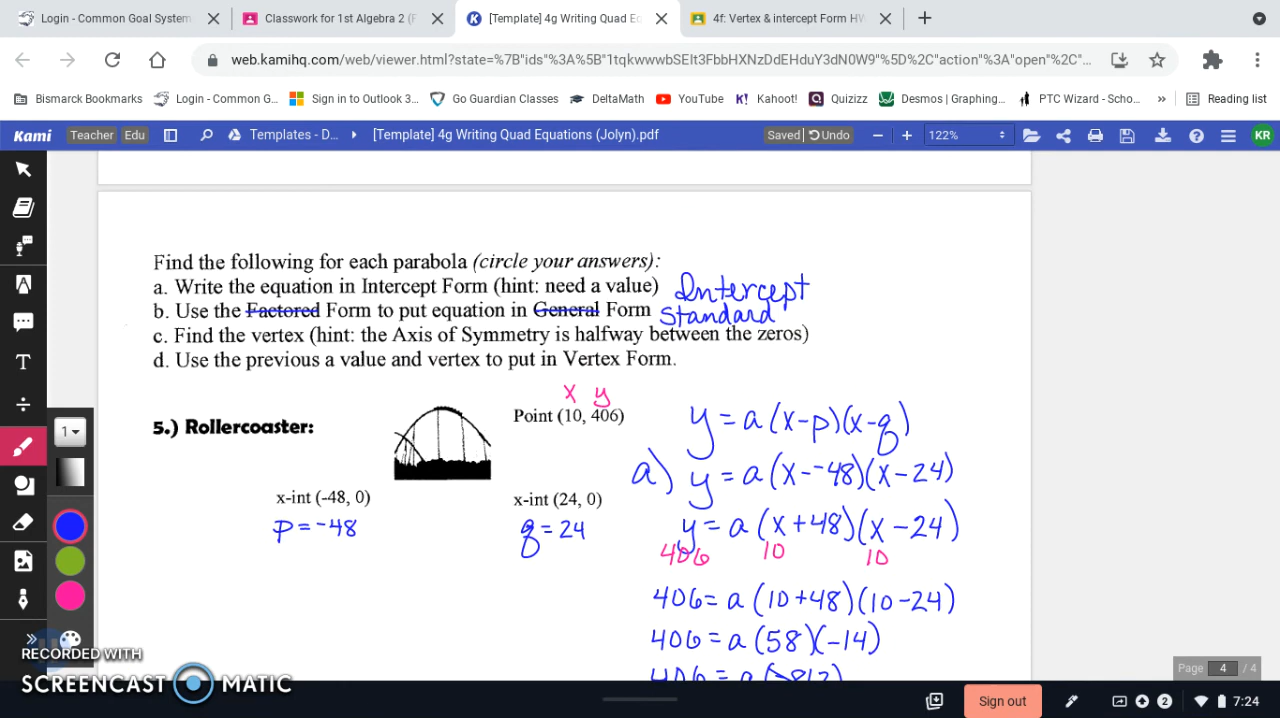 Login - Common Goal System
Classwork for 1st Algebra 2 (F
[Template] 4g Writing Quad Eq
4f: Vertex & intercept Form HW
web.kamihq.com/web/viewer.html?state=%7B"ids"%3A%5B"1tqkwwwbSEIt3FbbHXNzDdEHduY3dN0W9"%5D%2C"action"%3A"open"%2C"...
Bismarck Bookmarks
Login - Common G...
Sign in to Outlook 3...
Go Guardian Classes
DeltaMath
YouTube
Kahoot!
Quizizz
Desmos | Graphing...
PTC Wizard - Scho...
»
Reading list
Kami Teacher Edu
Templates - D...
[Template] 4g Writing Quad Equations (Jolyn).pdf
Saved Undo
122%
KR
Find the following for each parabola (circle your answers):
a. Write the equation in Intercept Form (hint: need a value) Intercept
b. Use the Factored Form to put equation in General Form Standard
c. Find the vertex (hint: the Axis of Symmetry is halfway between the zeros)
d. Use the previous a value and vertex to put in Vertex Form.
x y
Point (10, 406)
5.) Rollercoaster:
y = a (x-p)(x-q)
a) y = a (x--48)(x-24)
x-int (-48, 0)
x-int (24, 0)
p = -48
q = 24
y = a (x+48)(x-24)
406 10 10
406 = a (10+48)(10-24)
406 = a (58)(-14)
406 = a (-812)
1
T
RECORDED WITH
SCREENCAST MATIC
Page 4 / 4
Sign out
2
7:24